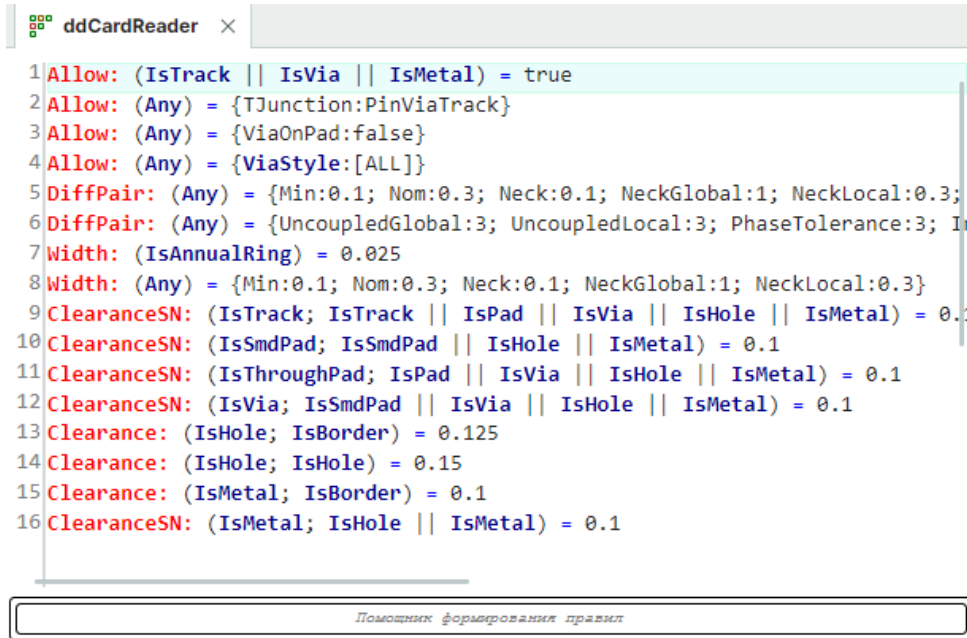 ddCardReader
1 Allow: (IsTrack || IsVia || IsMetal) = true
2 Allow: (Any) = {TJunction:PinViaTrack}
3 Allow: (Any) = {ViaOnPad:false}
4 Allow: (Any) = {ViaStyle:[ALL]}
5 DiffPair: (Any) = {Min:0.1; Nom:0.3; Neck:0.1; NeckGlobal:1; NeckLocal:0.3;
6 DiffPair: (Any) = {UncoupledGlobal:3; UncoupledLocal:3; PhaseTolerance:3;
7 Width: (IsAnnualRing) = 0.025
8 Width: (Any) = {Min:0.1; Nom:0.3; Neck:0.1; NeckGlobal:1; NeckLocal:0.3}
9 ClearanceSN: (IsTrack; IsTrack || IsPad || IsVia || IsHole || IsMetal) = 0.1
10 ClearanceSN: (IsSmdPad; IsSmdPad || IsHole || IsMetal) = 0.1
11 ClearanceSN: (IsThroughPad; IsPad || IsVia || IsHole || IsMetal) = 0.1
12 ClearanceSN: (IsVia; IsSmdPad || IsVia || IsHole || IsMetal) = 0.1
13 Clearance: (IsHole; IsBorder) = 0.125
14 Clearance: (IsHole; IsHole) = 0.15
15 Clearance: (IsMetal; IsBorder) = 0.1
16 ClearanceSN: (IsMetal; IsHole || IsMetal) = 0.1
Помощник формирования правил